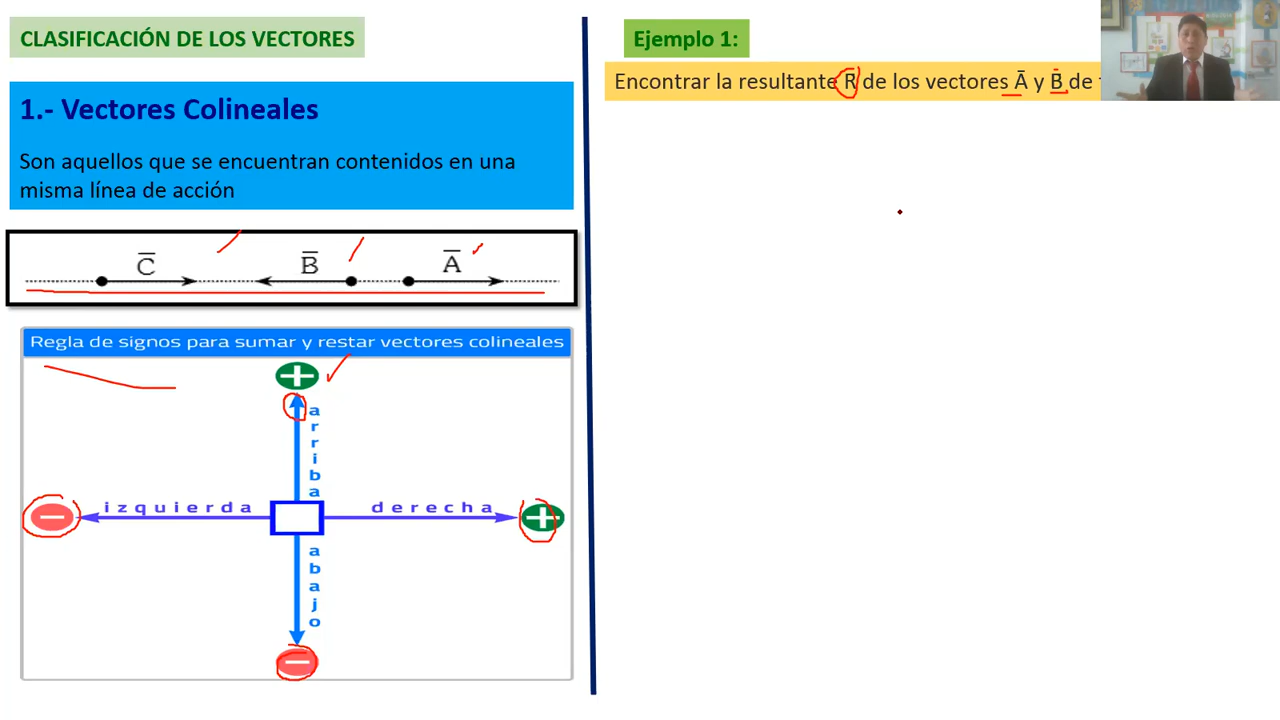 CLASIFICACIÓN DE LOS VECTORES
1.- Vectores Colineales
Son aquellos que se encuentran contenidos en una
misma línea de acción
C̅ B̅ A̅
Regla de signos para sumar y restar vectores colineales
+
arriba
izquierda
derecha
−
+
abajo
−
Ejemplo 1:
Encontrar la resultante R̅ de los vectores A̅ y B̅ de